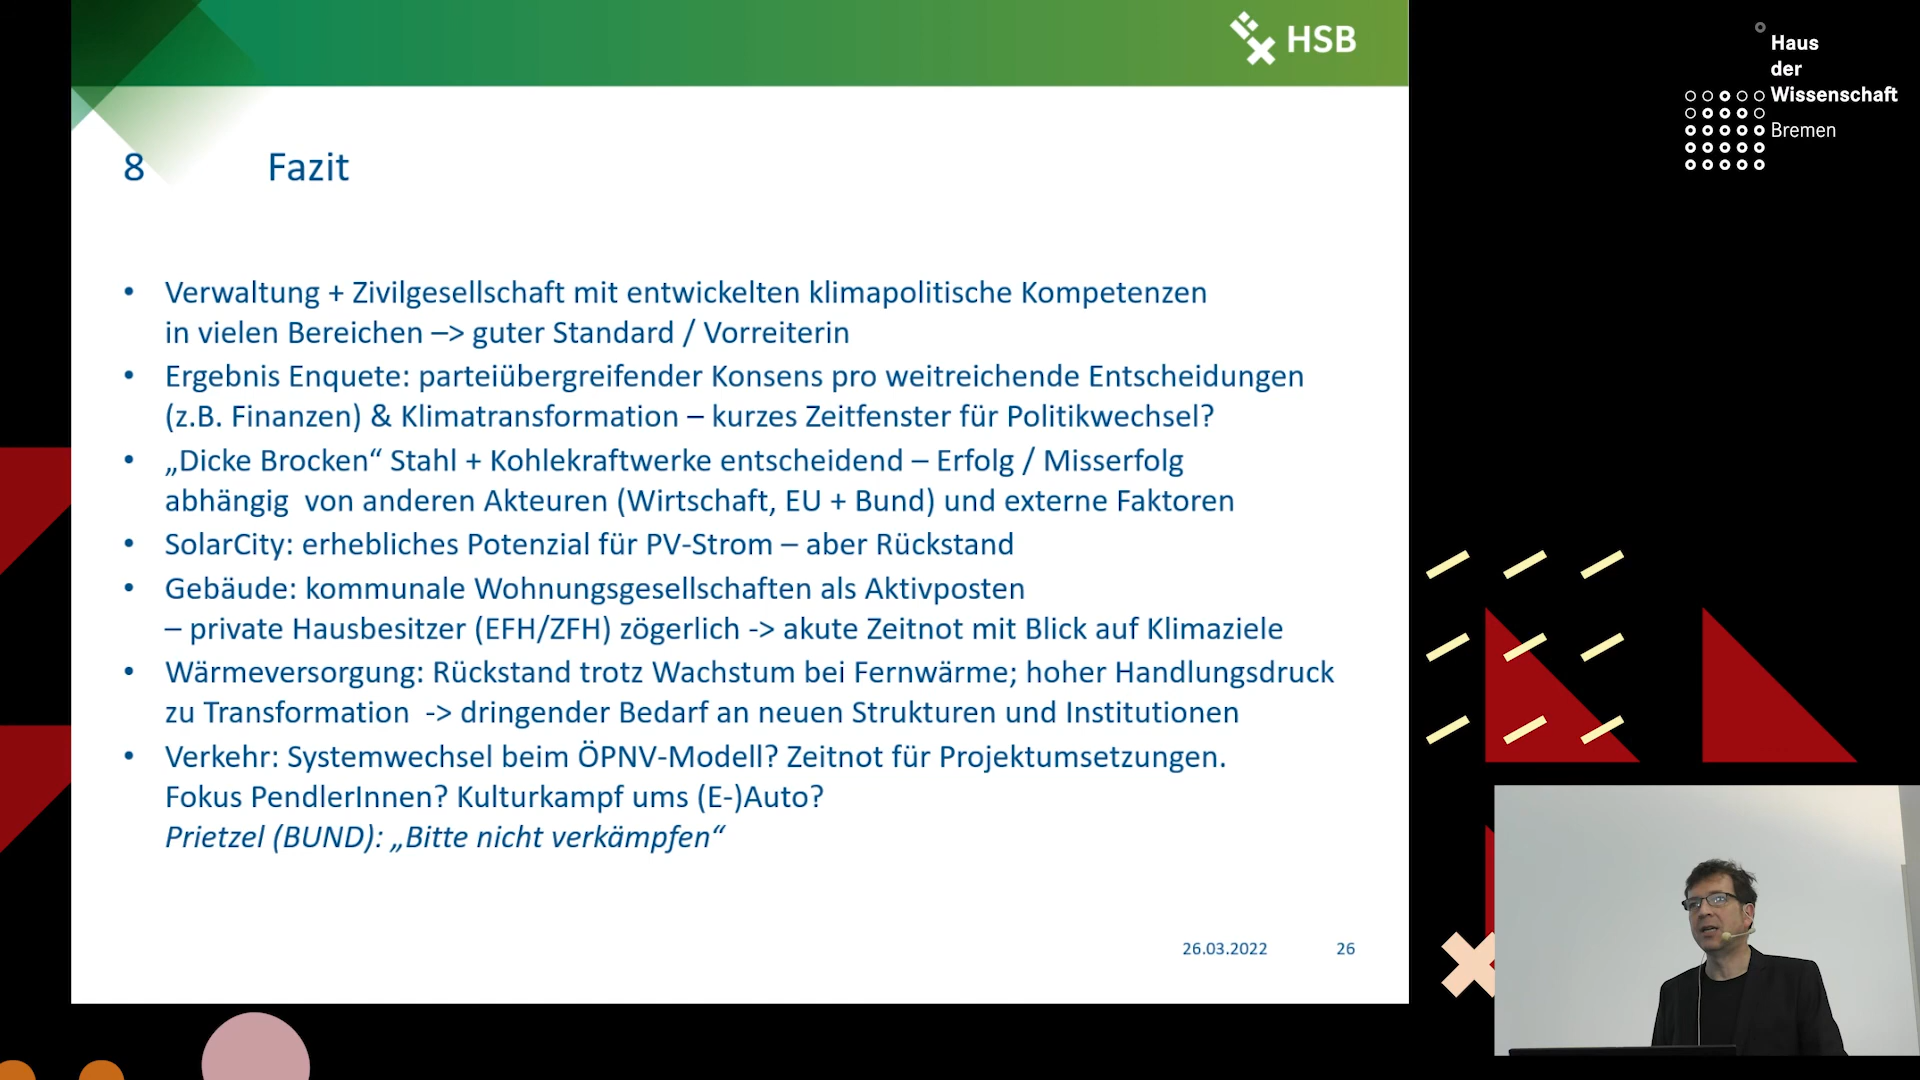 HSB
Haus
der
Wissenschaft
Bremen
8 Fazit
• Verwaltung + Zivilgesellschaft mit entwickelten klimapolitische Kompetenzen
in vielen Bereichen –> guter Standard / Vorreiterin
• Ergebnis Enquete: parteiübergreifender Konsens pro weitreichende Entscheidungen
(z.B. Finanzen) & Klimatransformation – kurzes Zeitfenster für Politikwechsel?
• „Dicke Brocken“ Stahl + Kohlekraftwerke entscheidend – Erfolg / Misserfolg
abhängig von anderen Akteuren (Wirtschaft, EU + Bund) und externe Faktoren
• SolarCity: erhebliches Potenzial für PV-Strom – aber Rückstand
• Gebäude: kommunale Wohnungsgesellschaften als Aktivposten
– private Hausbesitzer (EFH/ZFH) zögerlich -> akute Zeitnot mit Blick auf Klimaziele
• Wärmeversorgung: Rückstand trotz Wachstum bei Fernwärme; hoher Handlungsdruck
zu Transformation -> dringender Bedarf an neuen Strukturen und Institutionen
• Verkehr: Systemwechsel beim ÖPNV-Modell? Zeitnot für Projektumsetzungen.
Fokus PendlerInnen? Kulturkampf ums (E-)Auto?
Prietzel (BUND): „Bitte nicht verkämpfen“
26.03.2022 26